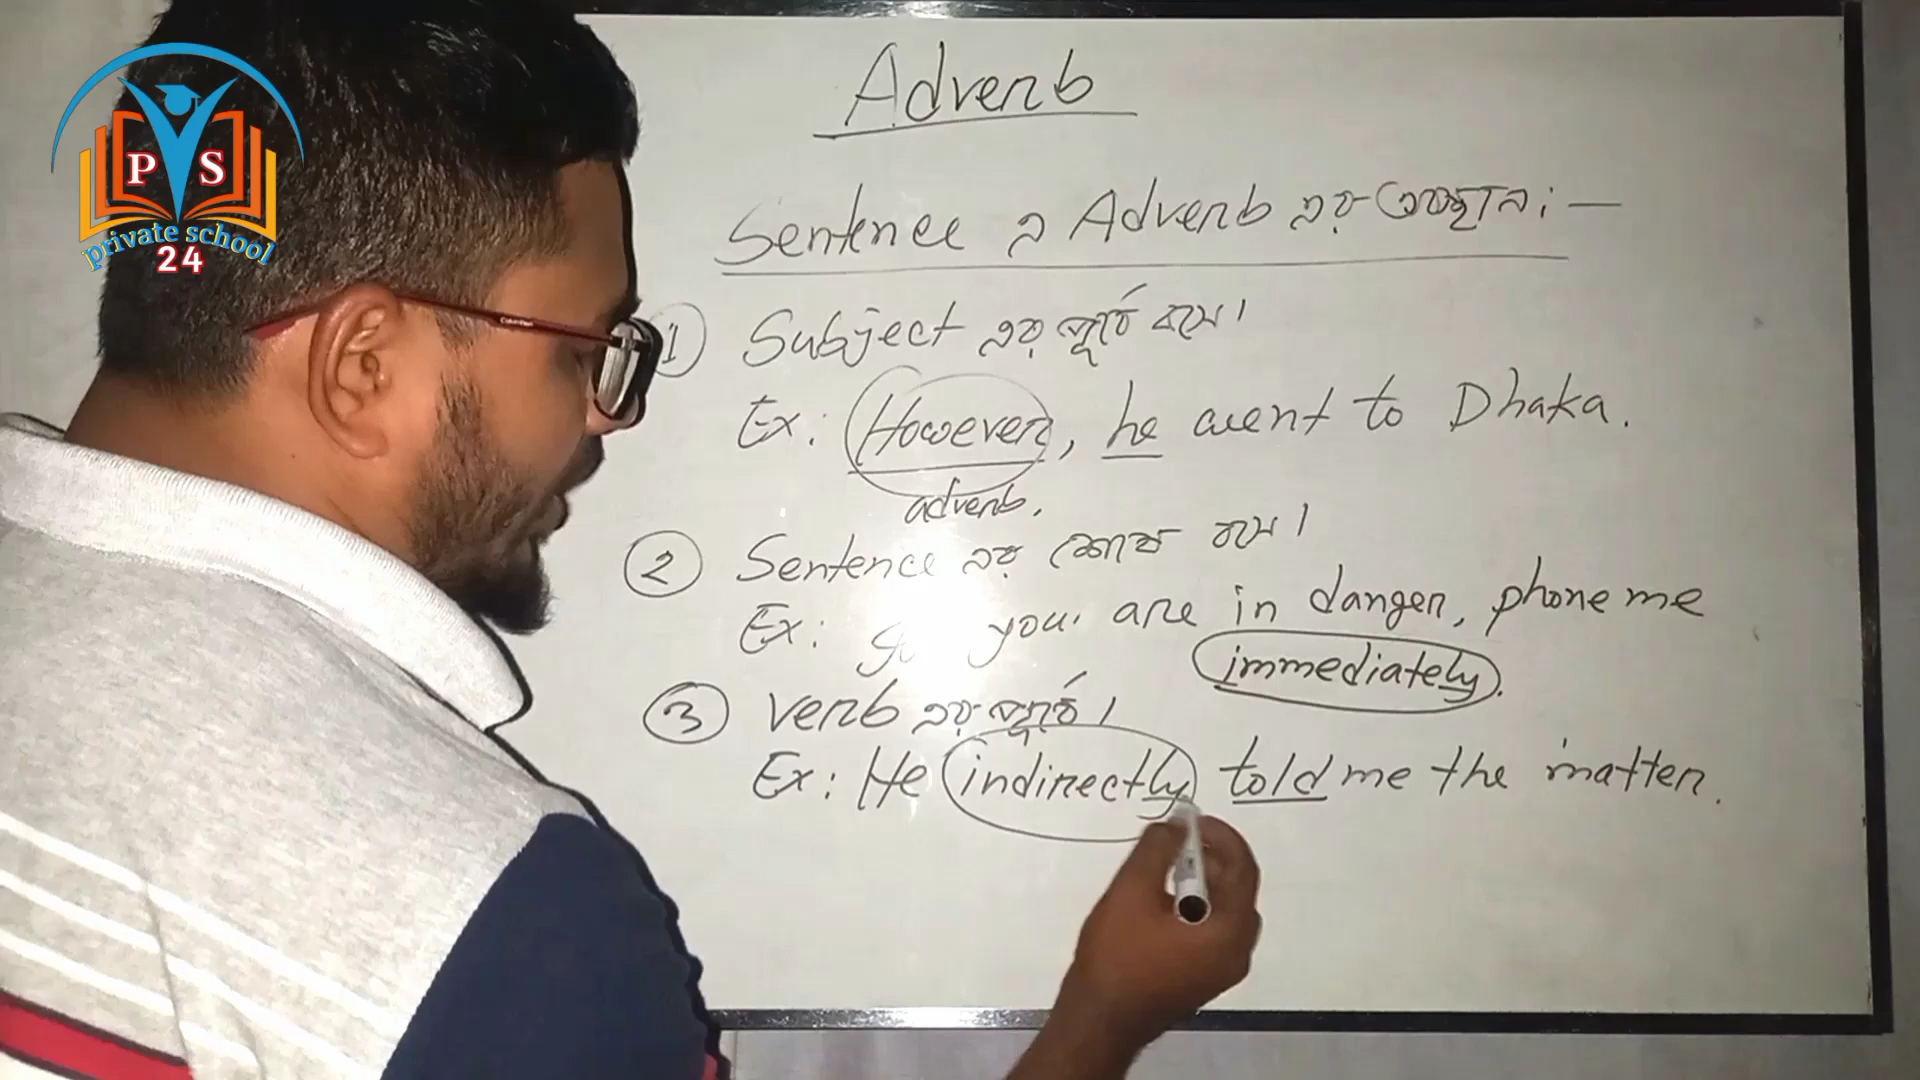 P S
private school
24
Adverb
Sentence এ Adverb এর অবস্থান :-
1 Subject এর পূর্বে বসে।
Ex: However, he went to Dhaka.
adverb.
2 Sentence এর শেষে বসে।
Ex: you are in danger, phone me
immediately.
3 verb এর পূর্বে।
Ex: He indirectly told me the matter.